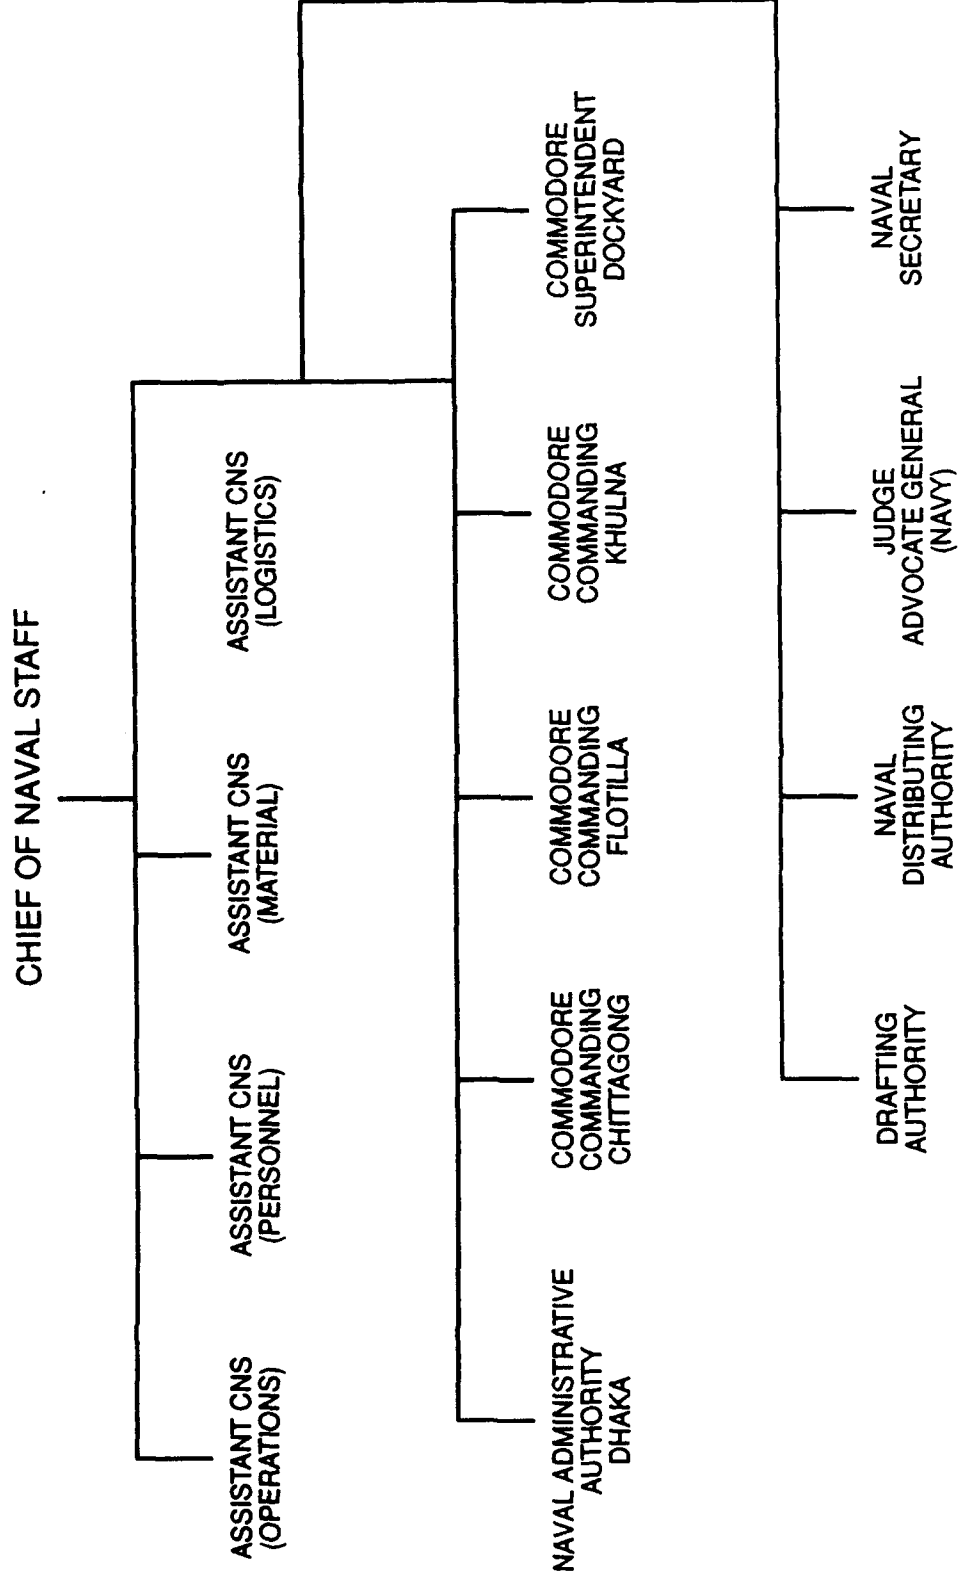 CHIEF OF NAVAL STAFF
ASSISTANT CNS
(OPERATIONS)
ASSISTANT CNS
(PERSONNEL)
ASSISTANT CNS
(MATERIAL)
ASSISTANT CNS
(LOGISTICS)
NAVAL ADMINISTRATIVE
AUTHORITY
DHAKA
COMMODORE
COMMANDING
CHITTAGONG
COMMODORE
COMMANDING
FLOTILLA
COMMODORE
COMMANDING
KHULNA
COMMODORE
SUPERINTENDENT
DOCKYARD
DRAFTING
AUTHORITY
NAVAL
DISTRIBUTING
AUTHORITY
JUDGE
ADVOCATE GENERAL
(NAVY)
NAVAL
SECRETARY